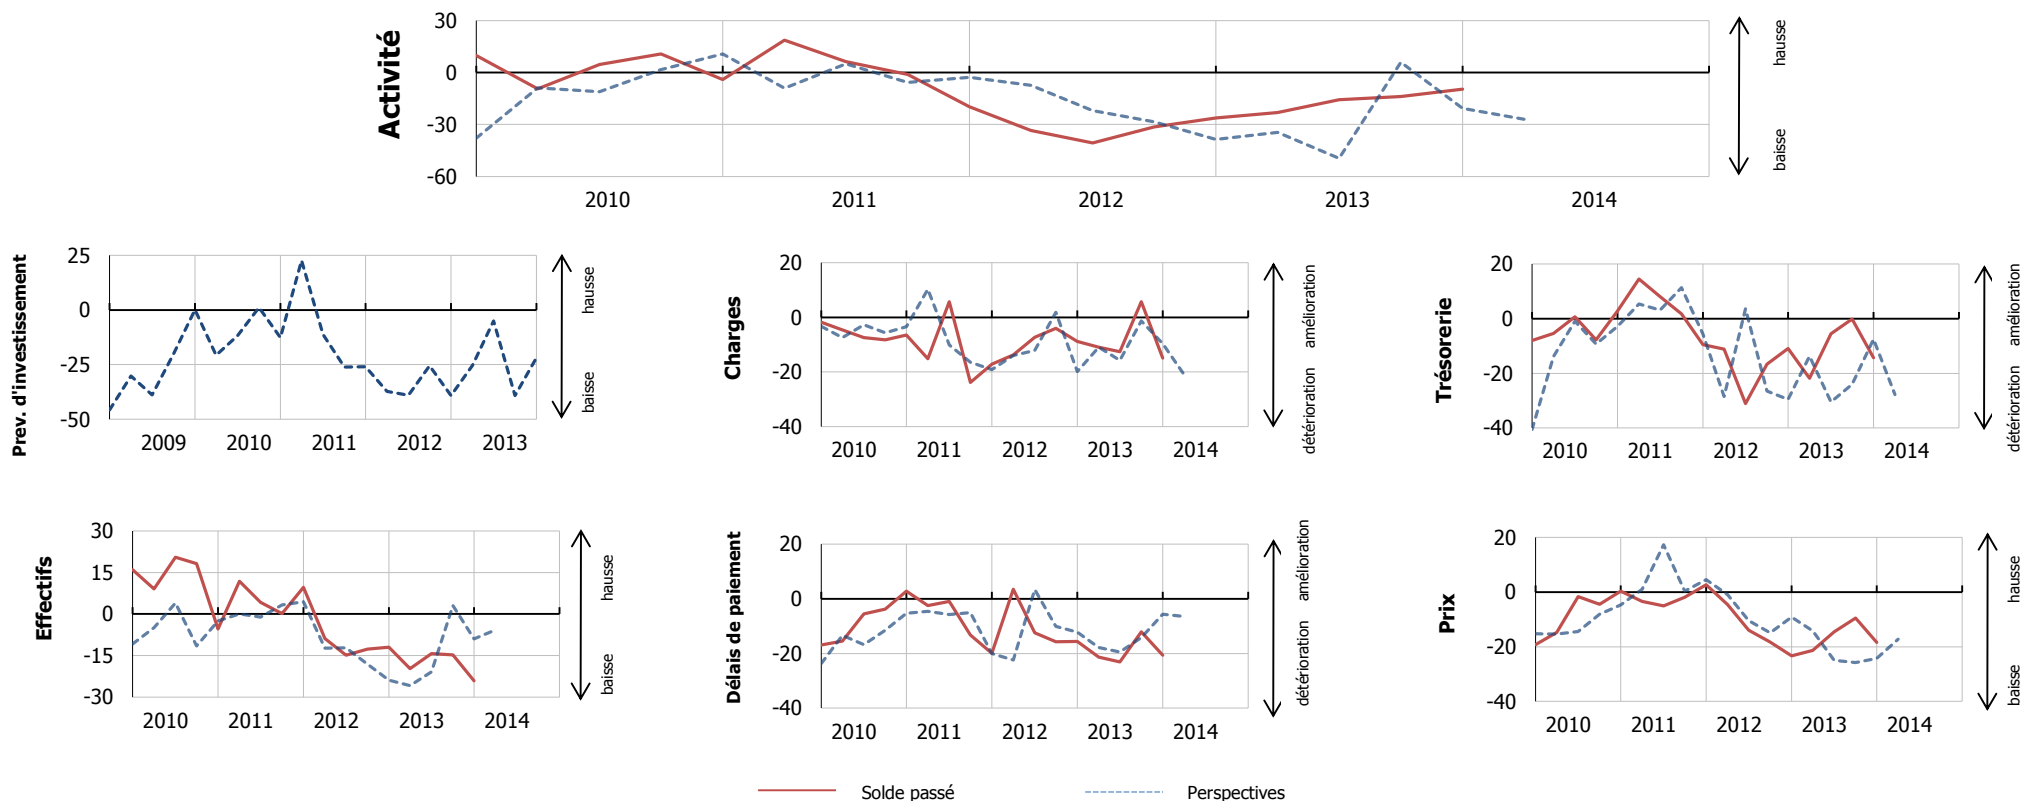 Activité
30
0
-30
-60
2010 2011 2012 2013 2014
hausse
baisse
Prev. d'investissement
25
0
-25
-50
2009 2010 2011 2012 2013
hausse
baisse
Charges
20
0
-20
-40
2010 2011 2012 2013 2014
amélioration
détérioration
Trésorerie
20
0
-20
-40
2010 2011 2012 2013 2014
amélioration
détérioration
Effectifs
30
15
0
-15
-30
2010 2011 2012 2013 2014
hausse
baisse
Délais de paiement
20
0
-20
-40
2010 2011 2012 2013 2014
amélioration
détérioration
Prix
20
0
-20
-40
2010 2011 2012 2013 2014
hausse
baisse
Solde passé Perspectives